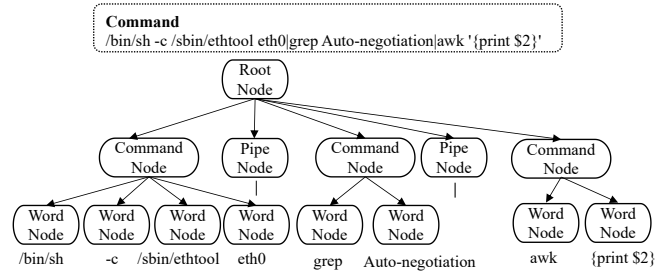 Command
/bin/sh -c /sbin/ethtool eth0|grep Auto-negotiation|awk '{print $2}'
Root
Node
Command
Node
Pipe
Node
Command
Node
Pipe
Node
Command
Node
|
|
Word
Node
Word
Node
Word
Node
Word
Node
Word
Node
Word
Node
Word
Node
Word
Node
/bin/sh
-c
/sbin/ethtool
eth0
grep
Auto-negotiation
awk
{print $2}